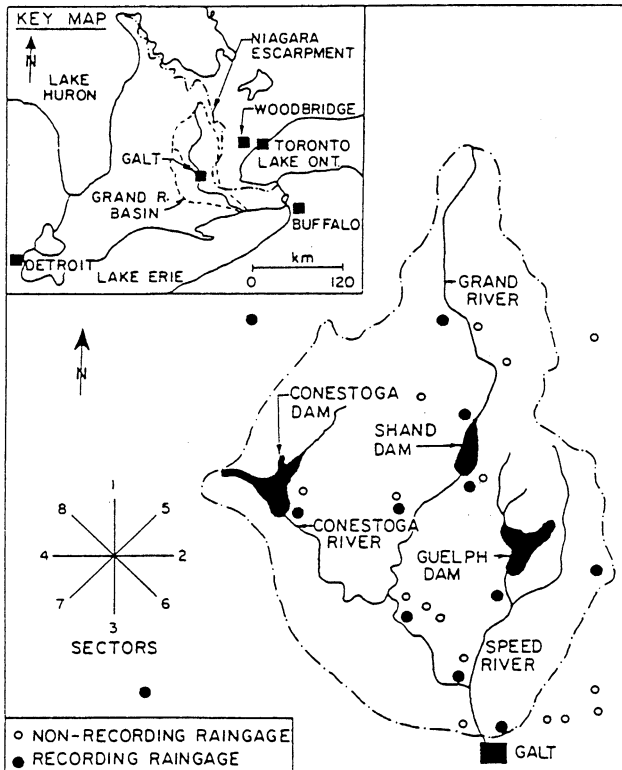 KEY MAP
N
LAKE
HURON
NIAGARA
ESCARPMENT
WOODBRIDGE
TORONTO
LAKE ONT.
GALT
GRAND R.
BASIN
BUFFALO
DETROIT
LAKE ERIE
km
0 120
GRAND
RIVER
N
CONESTOGA
DAM
SHAND
DAM
1
8 5
4 2
7 6
3
SECTORS
CONESTOGA
RIVER
GUELPH
DAM
SPEED
RIVER
GALT
NON-RECORDING RAINGAGE
RECORDING RAINGAGE